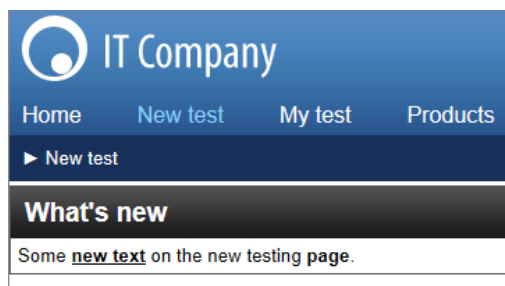 IT Company
Home New test My test Products
► New test
What's new
Some new text on the new testing page.